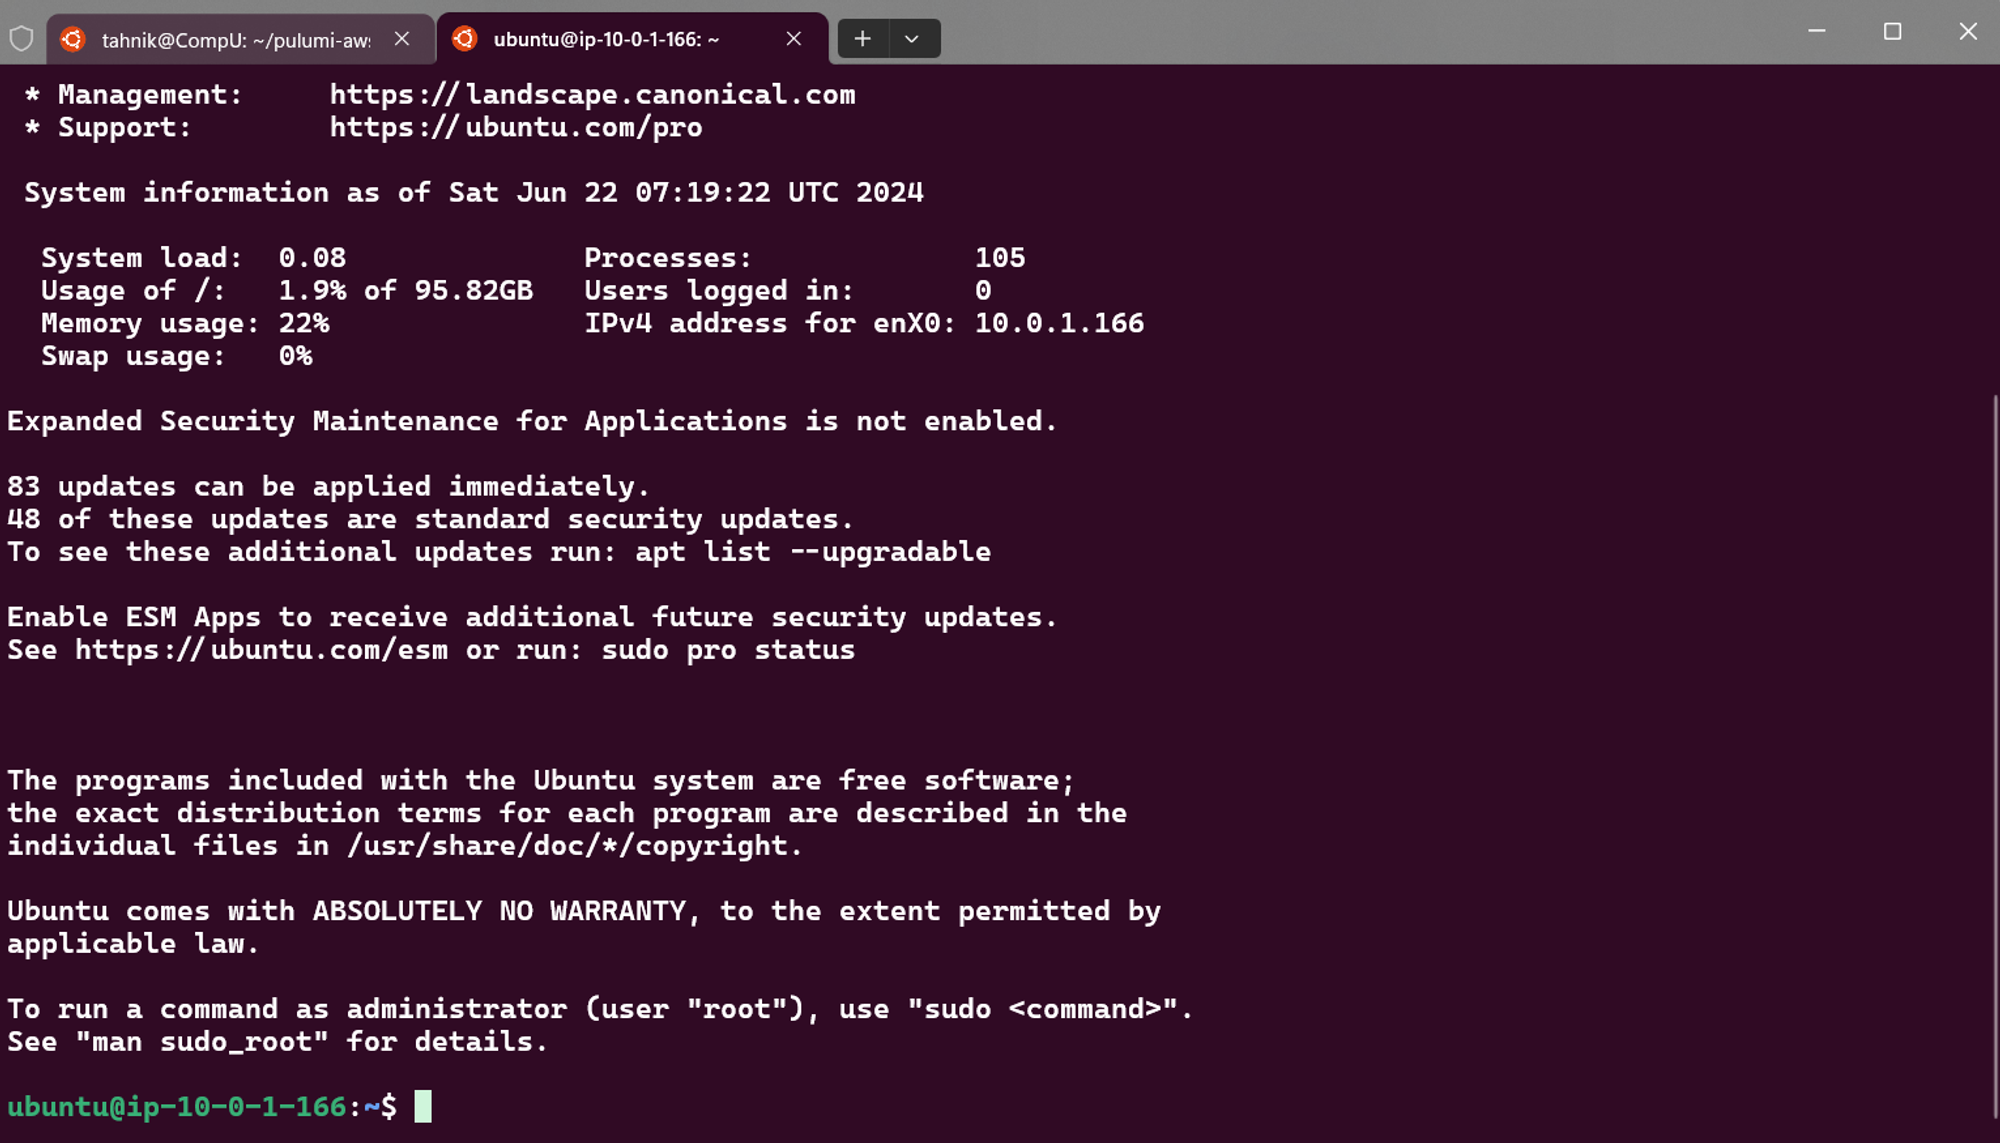 tahnik@CompU: ~/pulumi-aws
ubuntu@ip-10-0-1-166: ~
* Management:     https://landscape.canonical.com
* Support:        https://ubuntu.com/pro
System information as of Sat Jun 22 07:19:22 UTC 2024
System load:  0.08              Processes:             105
Usage of /:   1.9% of 95.82GB   Users logged in:       0
Memory usage: 22%               IPv4 address for enX0: 10.0.1.166
Swap usage:   0%
Expanded Security Maintenance for Applications is not enabled.
83 updates can be applied immediately.
48 of these updates are standard security updates.
To see these additional updates run: apt list --upgradable
Enable ESM Apps to receive additional future security updates.
See https://ubuntu.com/esm or run: sudo pro status
The programs included with the Ubuntu system are free software;
the exact distribution terms for each program are described in the
individual files in /usr/share/doc/*/copyright.
Ubuntu comes with ABSOLUTELY NO WARRANTY, to the extent permitted by
applicable law.
To run a command as administrator (user "root"), use "sudo <command>".
See "man sudo_root" for details.
ubuntu@ip-10-0-1-166:~$